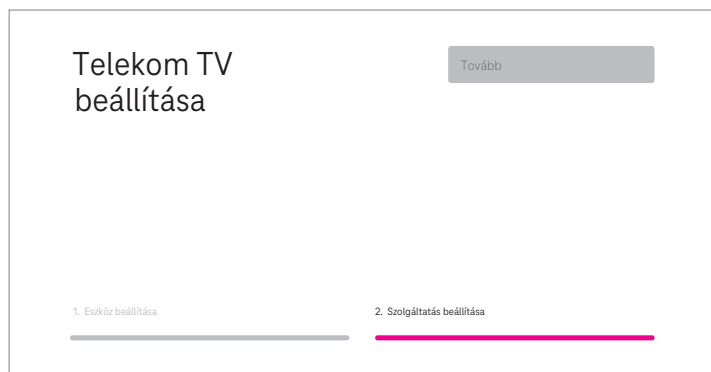 Telekom TV
beállítása
Tovább
1. Eszköz beállítása
2. Szolgáltatás beállítása